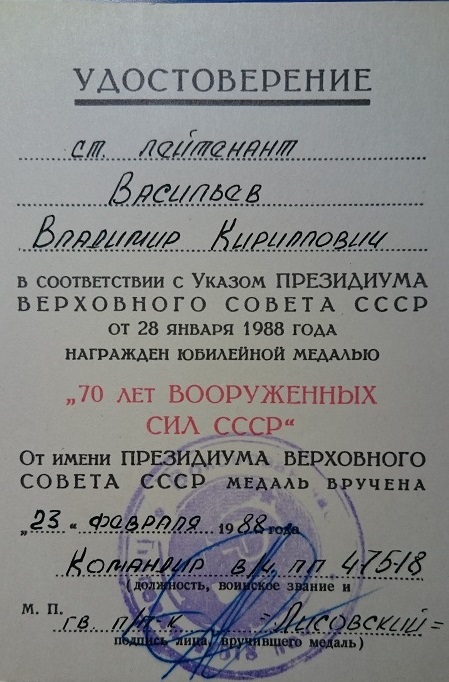 УДОСТОВЕРЕНИЕ
ст. лейтенант
Васильев
Владимир Кириллович
В СООТВЕТСТВИИ С УКАЗОМ ПРЕЗИДИУМА
ВЕРХОВНОГО СОВЕТА СССР
ОТ 28 ЯНВАРЯ 1988 ГОДА
НАГРАЖДЕН ЮБИЛЕЙНОЙ МЕДАЛЬЮ
„70 ЛЕТ ВООРУЖЕННЫХ
СИЛ СССР“
ОТ ИМЕНИ ПРЕЗИДИУМА ВЕРХОВНОГО
СОВЕТА СССР МЕДАЛЬ ВРУЧЕНА
„23“ февраля 1988 года
Командир в/ч пп 47518
(должность, воинское звание и
М. П. гв. п/п-к =Лисовский=
подпись лица, вручившего медаль)